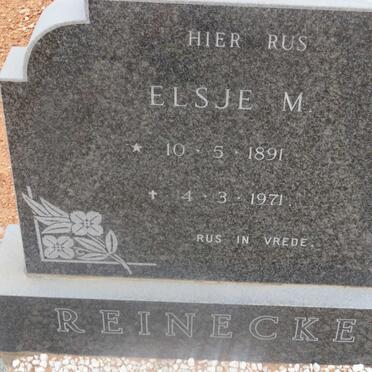 HIER RUS
ELSJE M.
* 10 · 5 · 1891
✝ 4 · 3 · 1971
RUS IN VREDE.
REINECKE